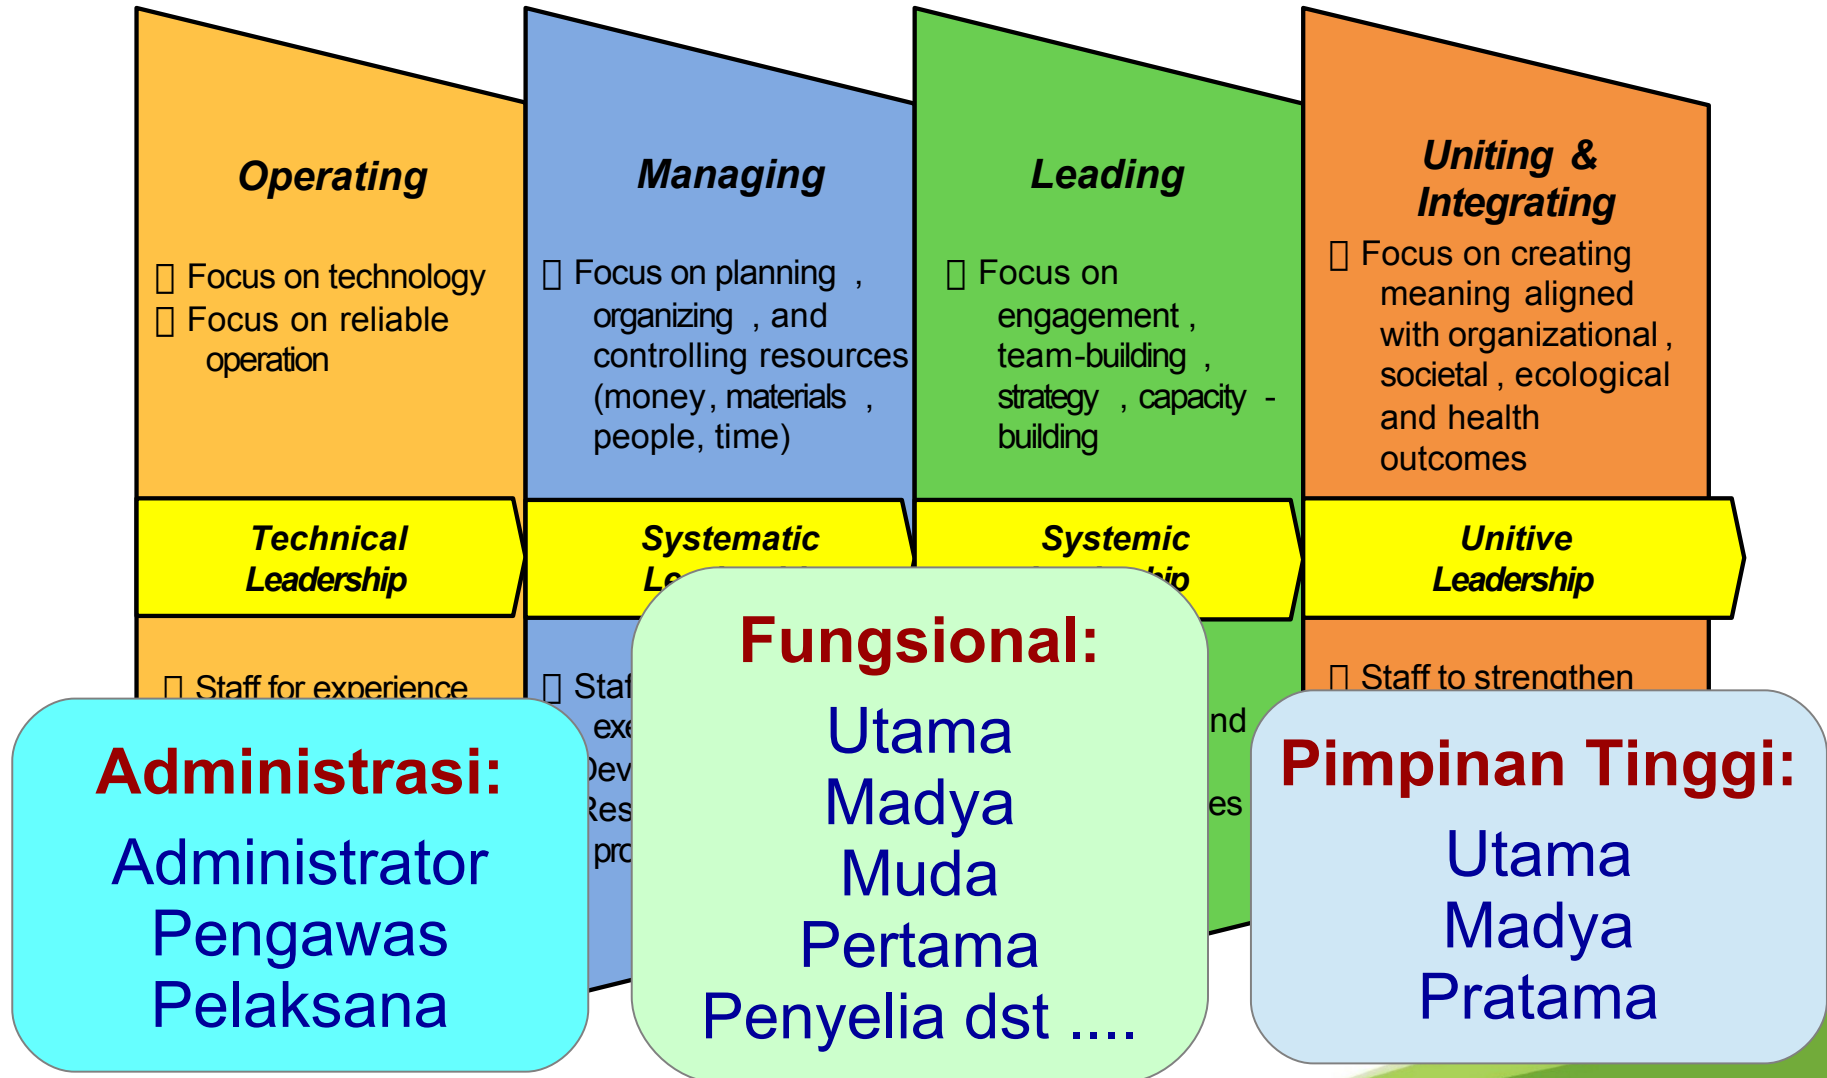 Operating
Focus on technology
Focus on reliable
operation
Technical
Leadership
Staff for experience
Managing
Focus on planning ,
organizing , and
controlling resources
(money, materials ,
people, time)
Systematic
Leading
Focus on
engagement ,
team-building ,
strategy , capacity -
building
Systemic
Uniting &
Integrating
Focus on creating
meaning aligned
with organizational ,
societal , ecological
and health
outcomes
Unitive
Leadership
Staff to strengthen
Administrasi:
Administrator
Pengawas
Pelaksana
Fungsional:
Utama
Madya
Muda
Pertama
Penyelia dst ....
Pimpinan Tinggi:
Utama
Madya
Pratama